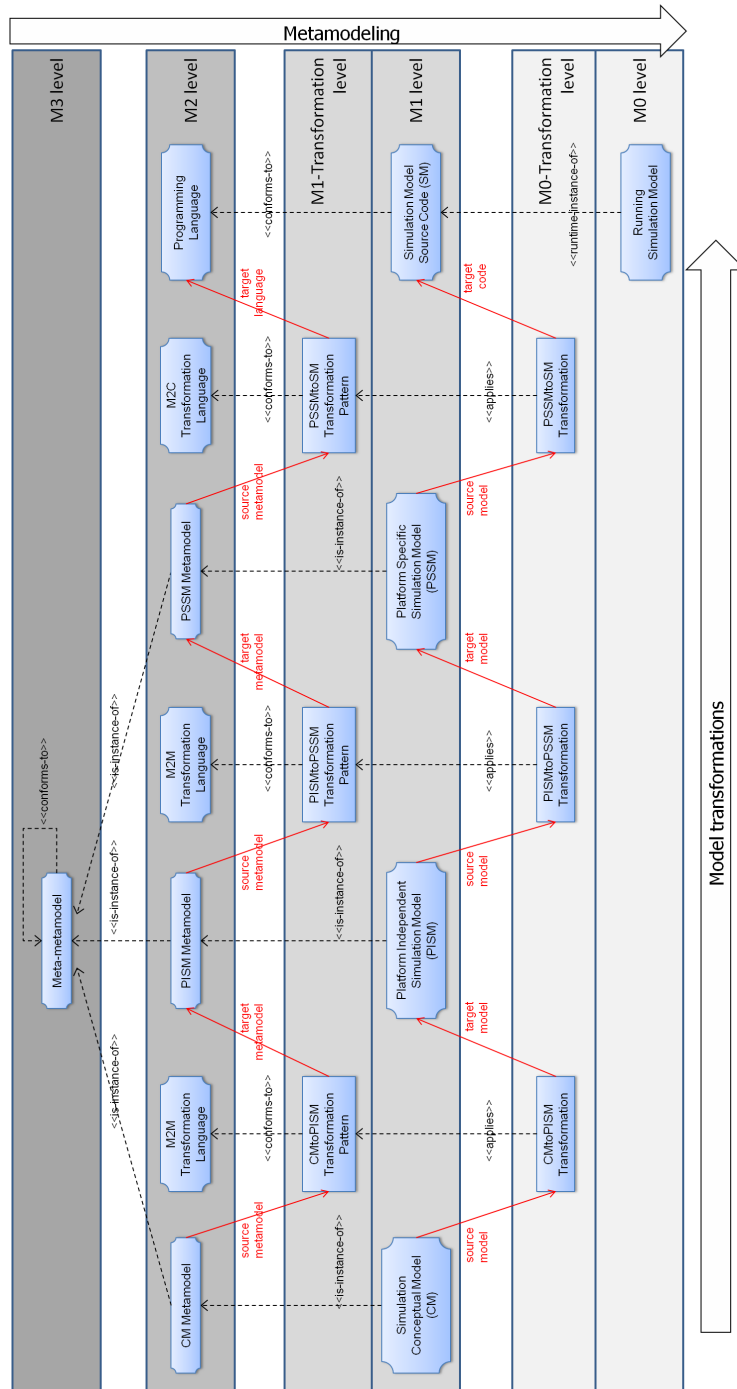 Metamodeling
M3 level
Meta-metamodel
<<conforms-to>>
<<is-instance-of>>
<<is-instance-of>>
<<is-instance-of>>
M2 level
CM Metamodel
M2M
Transformation
Language
PISM Metamodel
M2M
Transformation
Language
PSSM Metamodel
M2C
Transformation
Language
Programming
Language
source
metamodel
<<conforms-to>>
target
metamodel
source
metamodel
<<conforms-to>>
target
metamodel
source
metamodel
<<conforms-to>>
target
language
<<conforms-to>>
M1-Transformation
level
CMtoPISM
Transformation
Pattern
PISMtoPSSM
Transformation
Pattern
PSSMtoSM
Transformation
Pattern
<<is-instance-of>>
<<is-instance-of>>
<<is-instance-of>>
M1 level
Simulation
Conceptual Model
(CM)
Platform Independent
Simulation Model
(PISM)
Platform Specific
Simulation Model
(PSSM)
Simulation Model
Source Code (SM)
source
model
<<applies>>
target
model
source
model
<<applies>>
target
model
source
model
<<applies>>
target
code
<<runtime-instance-of>>
M0-Transformation
level
CMtoPISM
Transformation
PISMtoPSSM
Transformation
PSSMtoSM
Transformation
M0 level
Running
Simulation Model
Model transformations